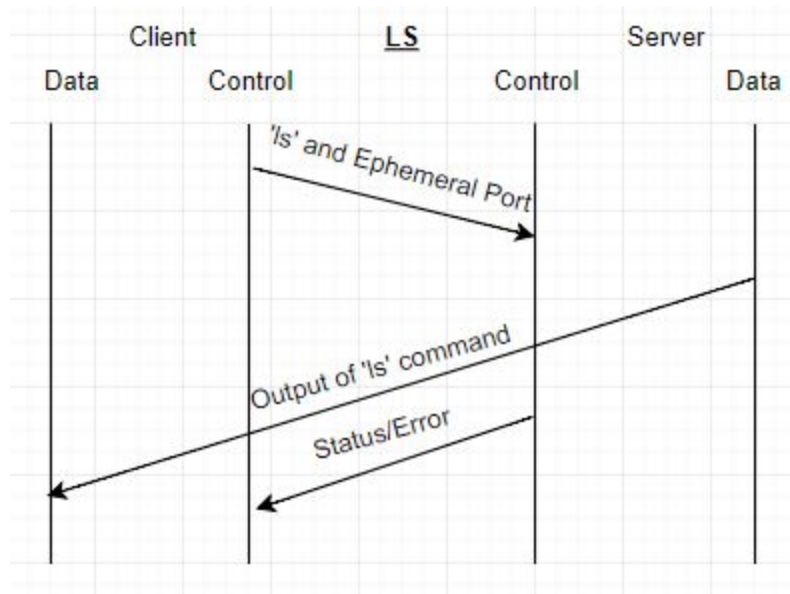 Client LS Server
Data Control Control Data
'ls' and Ephemeral Port
Output of 'ls' command
Status/Error